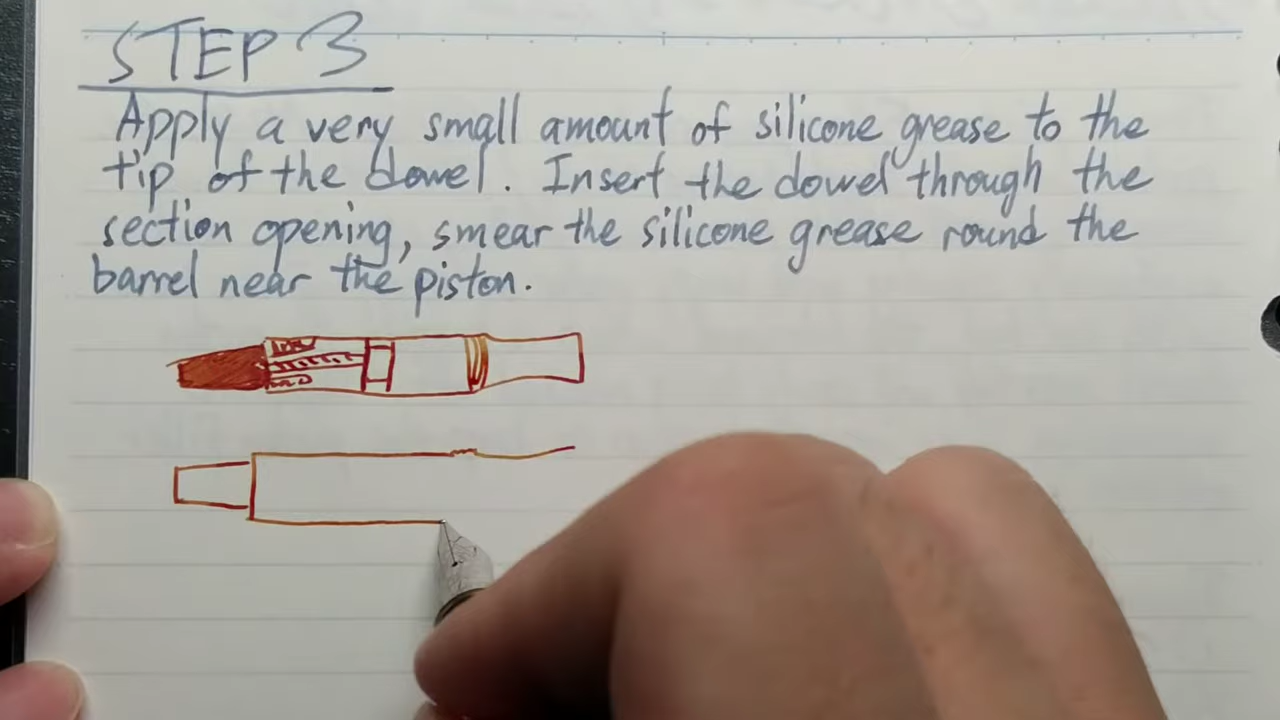 STEP 3
Apply a very small amount of silicone grease to the
tip of the dowel. Insert the dowel through the
section opening, smear the silicone grease round the
barrel near the piston.